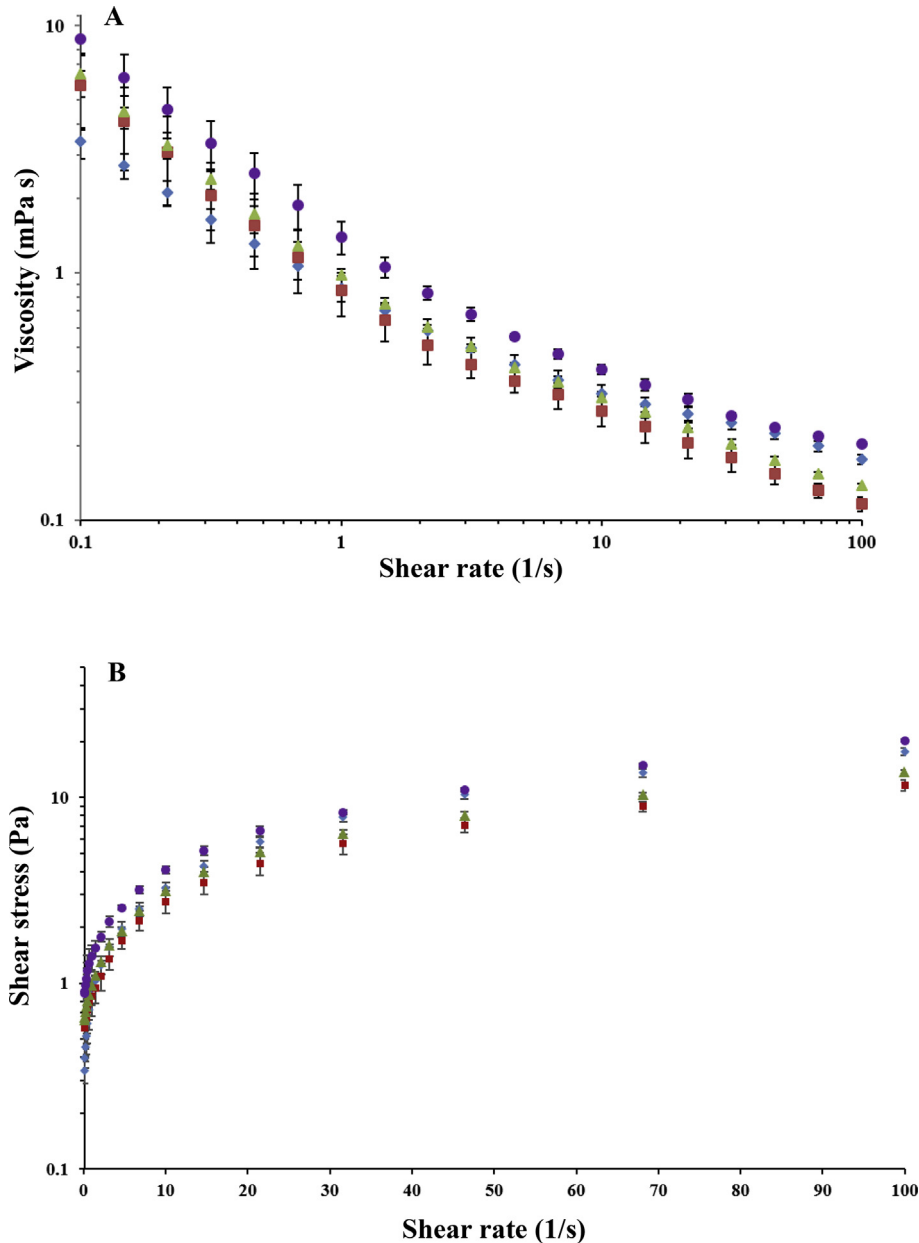 A
10
1
0.1
Viscosity (mPa s)
0.1 1 10 100
Shear rate (1/s)
B
10
1
0.1
Shear stress (Pa)
0 10 20 30 40 50 60 70 80 90 100
Shear rate (1/s)